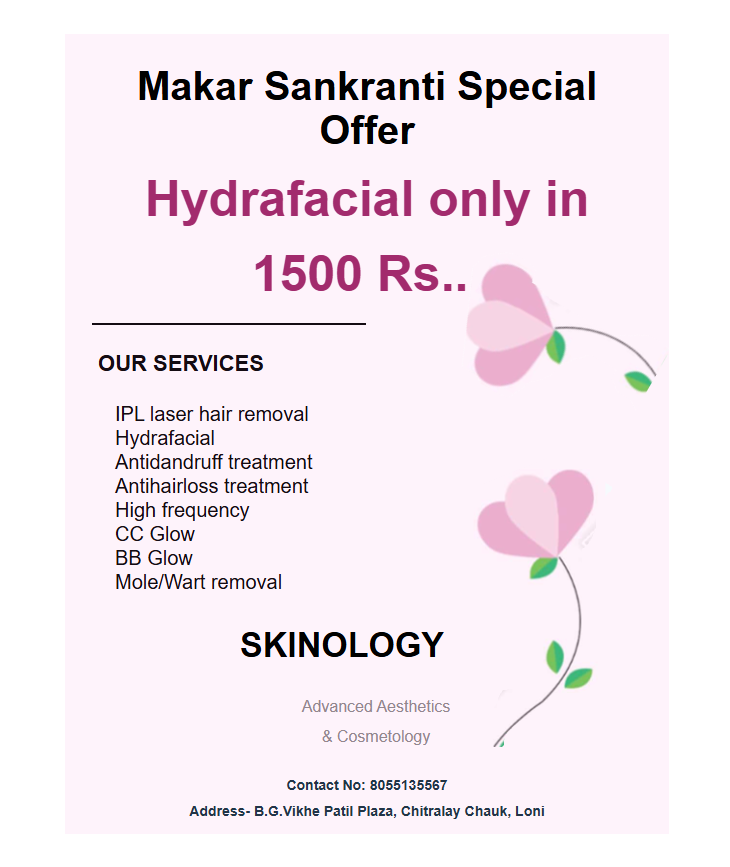 Makar Sankranti Special
Offer
Hydrafacial only in
1500 Rs..
OUR SERVICES
IPL laser hair removal
Hydrafacial
Antidandruff treatment
Antihairloss treatment
High frequency
CC Glow
BB Glow
Mole/Wart removal
SKINOLOGY
Advanced Aesthetics
& Cosmetology
Contact No: 8055135567
Address- B.G.Vikhe Patil Plaza, Chitralay Chauk, Loni